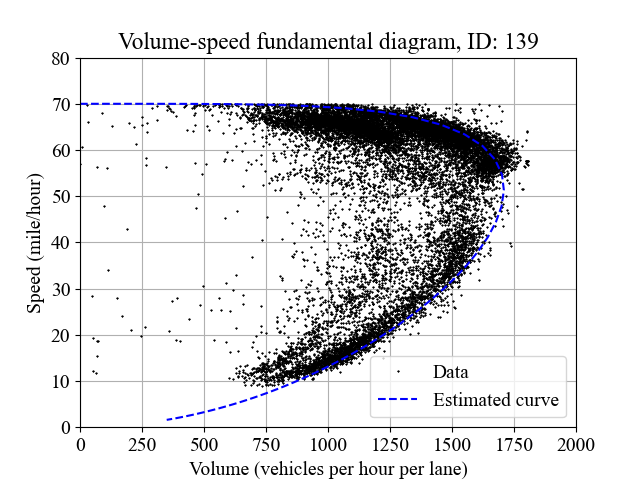 Volume-speed fundamental diagram, ID: 139
80
70
60
50
40
30
20
10
0
Speed (mile/hour)
Data
Estimated curve
0 250 500 750 1000 1250 1500 1750 2000
Volume (vehicles per hour per lane)